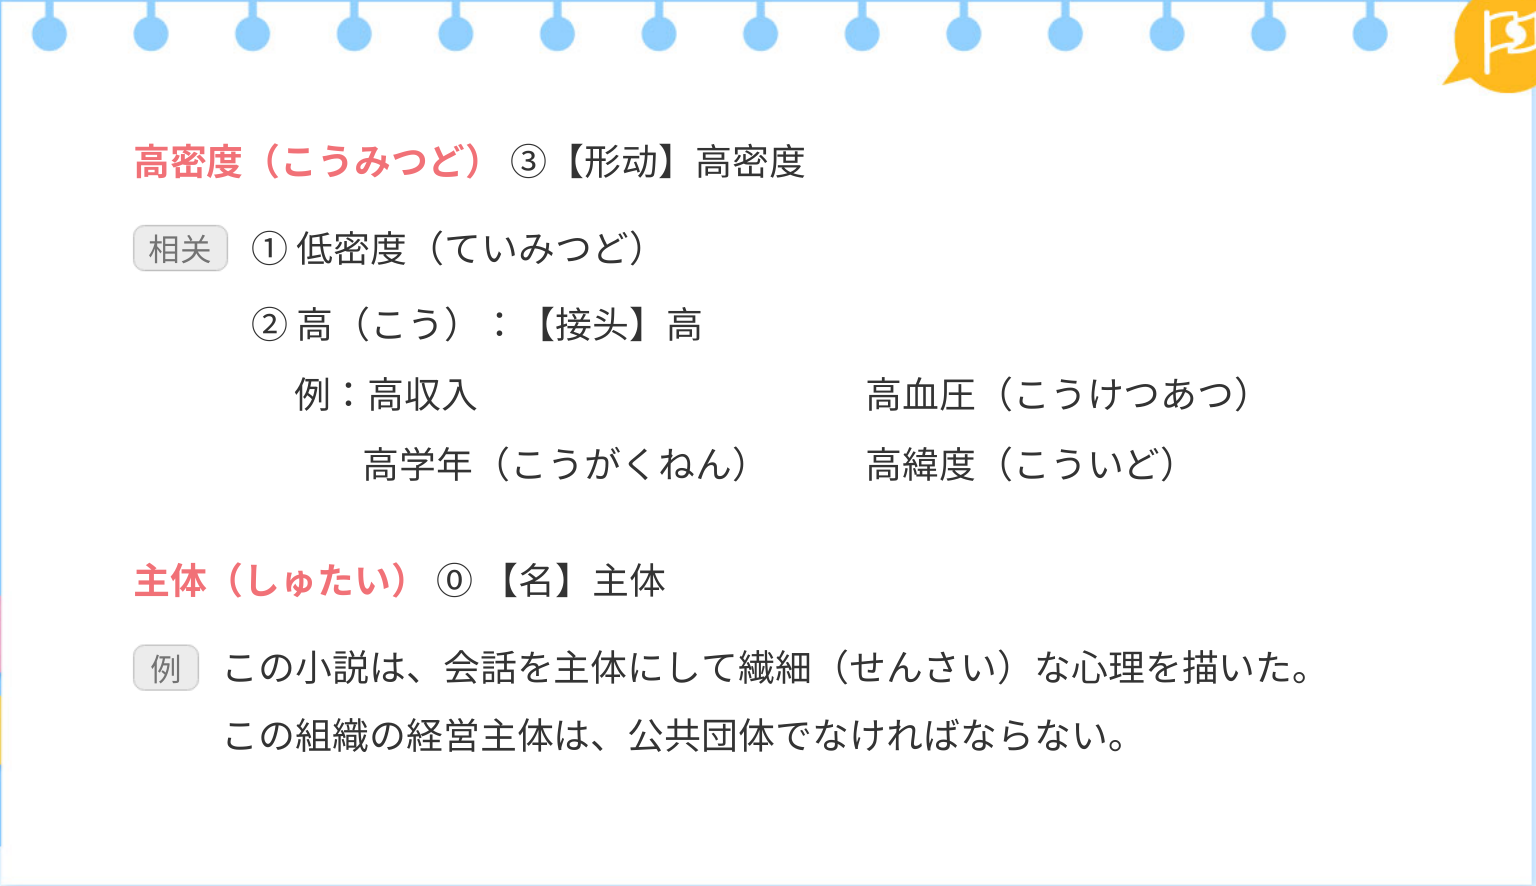 高密度（こうみつど） ③【形动】高密度
相关 ① 低密度（ていみつど）
② 高（こう）：【接头】高
例：高収入 高血圧（こうけつあつ）
高学年（こうがくねん） 高緯度（こういど）
主体（しゅたい） ⓪ 【名】主体
例 この小説は、会話を主体にして繊細（せんさい）な心理を描いた。
この組織の経営主体は、公共団体でなければならない。